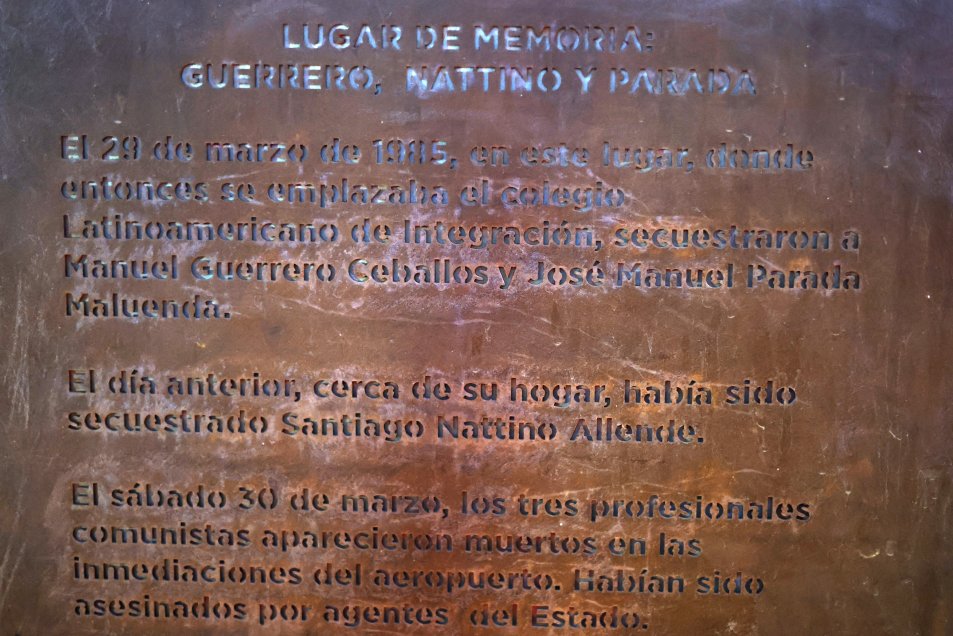 LUGAR DE MEMORIA:
GUERRERO, NATTINO Y PARADA
El 29 de marzo de 1985, en este lugar, donde
entonces se emplazaba el colegio
Latinoamericano de Integración, secuestraron a
Manuel Guerrero Ceballos y José Manuel Parada
Maluenda.
El día anterior, cerca de su hogar, había sido
secuestrado Santiago Nattino Allende.
El sábado 30 de marzo, los tres profesionales
comunistas aparecieron muertos en las
inmediaciones del aeropuerto. Habían sido
asesinados por agentes del Estado.